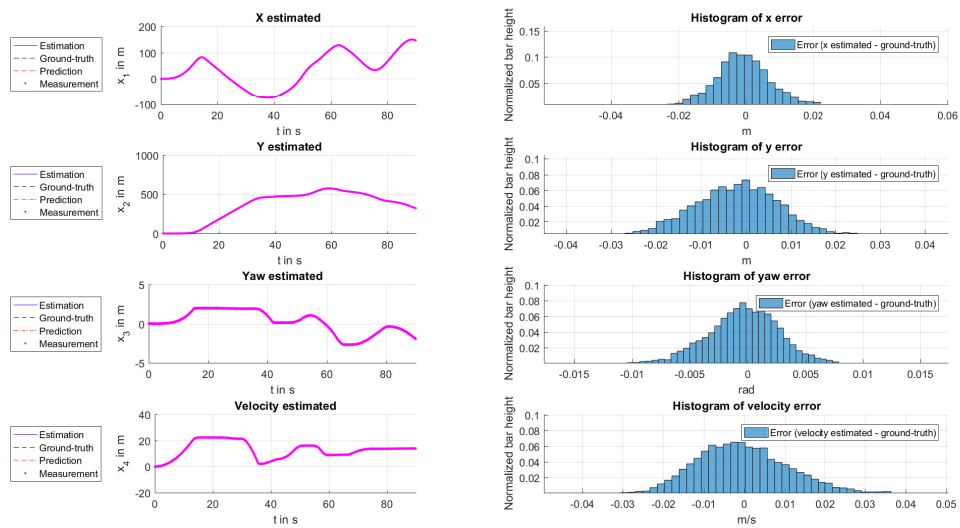 X estimated
Estimation
Ground-truth
Prediction
Measurement
x1 in m
200
100
0
-100
0 20 40 60 80
t in s
Histogram of x error
Normalized bar height
0.15
0.1
0.05
Error (x estimated - ground-truth)
-0.04 -0.02 0 0.02 0.04 0.06
m
Y estimated
Estimation
Ground-truth
Prediction
Measurement
x2 in m
1000
500
0
0 20 40 60 80
t in s
Histogram of y error
Normalized bar height
0.1
0.08
0.06
0.04
0.02
Error (y estimated - ground-truth)
-0.04 -0.03 -0.02 -0.01 0 0.01 0.02 0.03 0.04
m
Yaw estimated
Estimation
Ground-truth
Prediction
Measurement
x3 in m
5
0
-5
0 20 40 60 80
t in s
Histogram of yaw error
Normalized bar height
0.1
0.08
0.06
0.04
0.02
Error (yaw estimated - ground-truth)
-0.015 -0.01 -0.005 0 0.005 0.01 0.015
rad
Velocity estimated
Estimation
Ground-truth
Prediction
Measurement
x4 in m
40
20
0
-20
0 20 40 60 80
t in s
Histogram of velocity error
Normalized bar height
0.1
0.08
0.06
0.04
0.02
Error (velocity estimated - ground-truth)
-0.04 -0.03 -0.02 -0.01 0 0.01 0.02 0.03 0.04 0.05
m/s